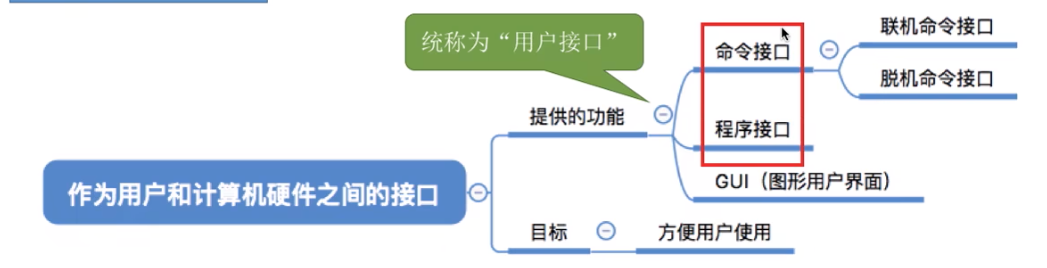 统称为“用户接口”
联机命令接口
命令接口
脱机命令接口
提供的功能
程序接口
GUI（图形用户界面）
作为用户和计算机硬件之间的接口
目标
方便用户使用